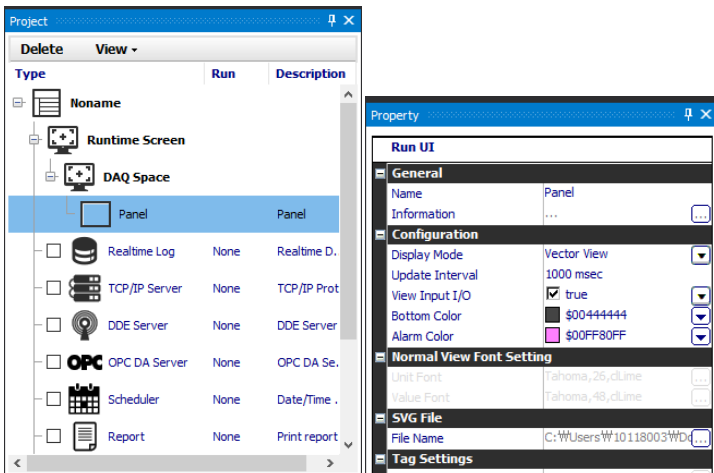 Project
Delete View
Type Run Description
Noname
Runtime Screen
DAQ Space
Panel Panel
Realtime Log None Realtime D..
TCP/IP Server None TCP/IP Prot
DDE Server None DDE Server
OPC OPC DA Server None OPC DA Se.
Scheduler None Date/Time .
Report None Print report
Property
Run UI
General
Name Panel
Information ...
Configuration
Display Mode Vector View
Update Interval 1000 msec
View Input I/O true
Bottom Color $00444444
Alarm Color $00FF80FF
Normal View Font Setting
Unit Font Tahoma,26,clLime
Value Font Tahoma,48,clLime
SVG File
File Name C:₩Users₩10118003₩Do
Tag Settings